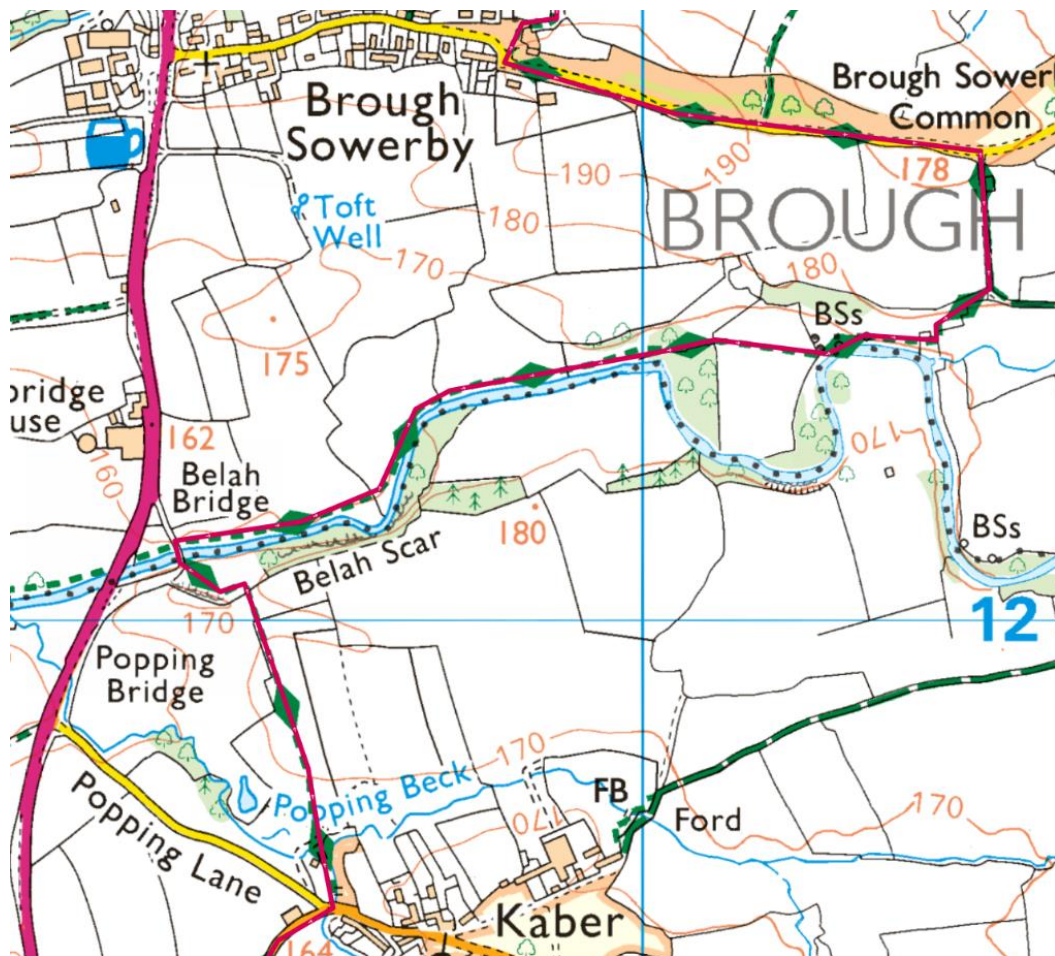 Brough
Sowerby
Brough Sower
Common
190
190
178
Toft
Well
180
BROUGH
170
180
175
BSs
bridge
use
162
160
Belah
Bridge
170
180
Belah Scar
BSs
170
12
Popping
Bridge
170
Popping Beck
FB
Ford
170
170
Popping Lane
Kaber
164